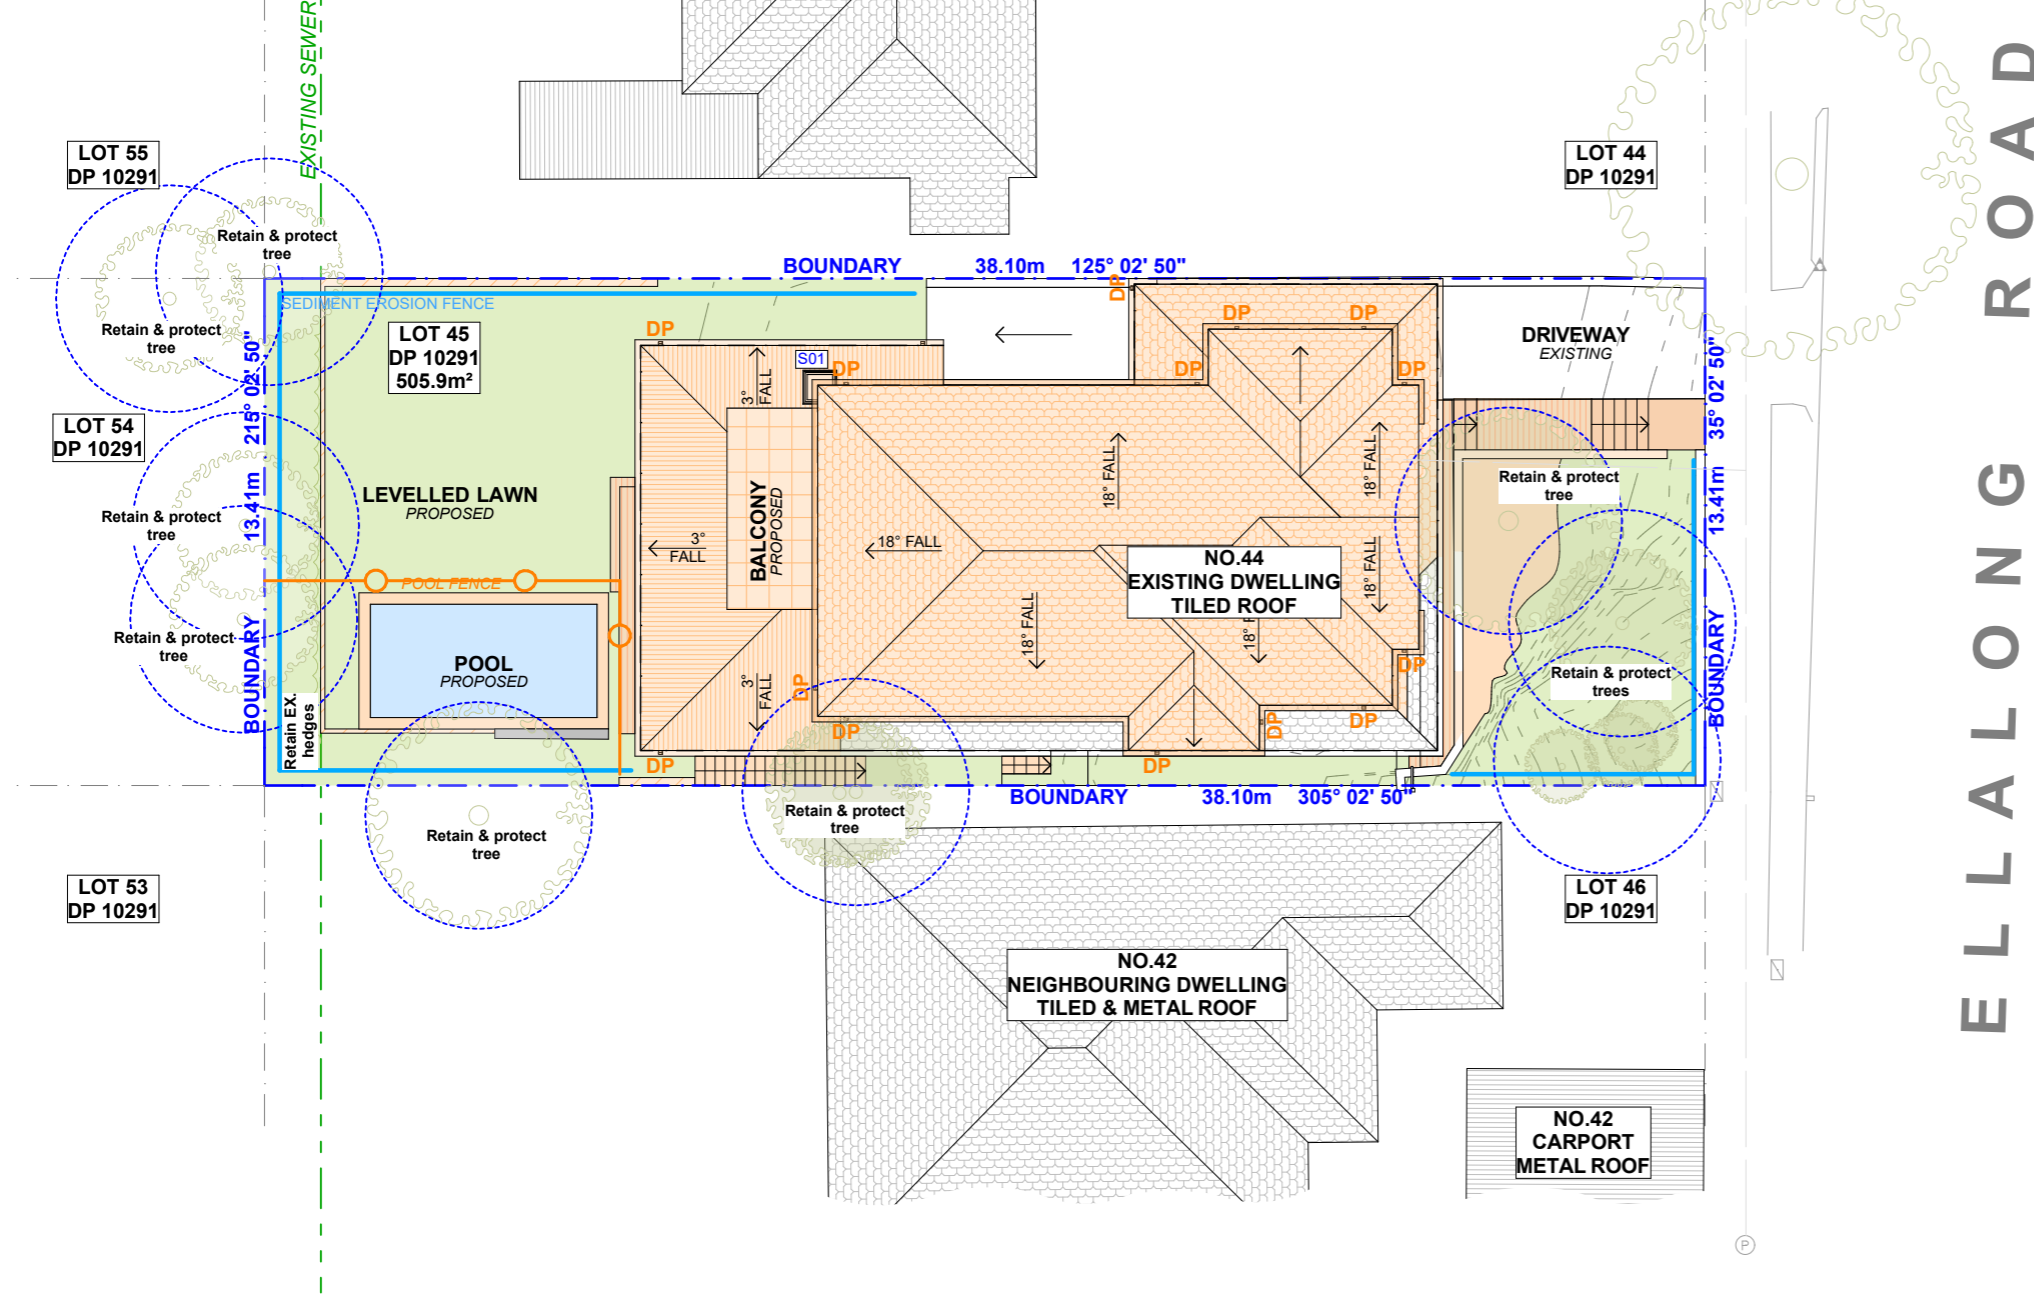 EXISTING SEWER
LOT 55
DP 10291
LOT 44
DP 10291
ELLALONG ROAD
Retain & protect
tree
BOUNDARY 38.10m 125° 02' 50"
DP
SEDIMENT EROSION FENCE
Retain & protect
tree
LOT 45
DP 10291
505.9m²
DP
DP
DP
DRIVEWAY
EXISTING
S01
DP
DP
DP
3°
FALL
LOT 54
DP 10291
BOUNDARY 13.41m 215° 02' 50"
BOUNDARY 13.41m 35° 02' 50"
18° FALL
18° FALL
Retain & protect
tree
LEVELLED LAWN
PROPOSED
Retain & protect
tree
BALCONY
PROPOSED
3°
FALL
18° FALL
NO.44
EXISTING DWELLING
TILED ROOF
18° FALL
POOL FENCE
18° FALL
18° F
Retain & protect
tree
POOL
PROPOSED
DP
Retain & protect
trees
3°
FALL
DP
Retain EX.
hedges
DP
DP
DP
DP
DP
BOUNDARY 38.10m 305° 02' 50"
Retain & protect
tree
Retain & protect
tree
LOT 53
DP 10291
LOT 46
DP 10291
NO.42
NEIGHBOURING DWELLING
TILED & METAL ROOF
NO.42
CARPORT
METAL ROOF
P